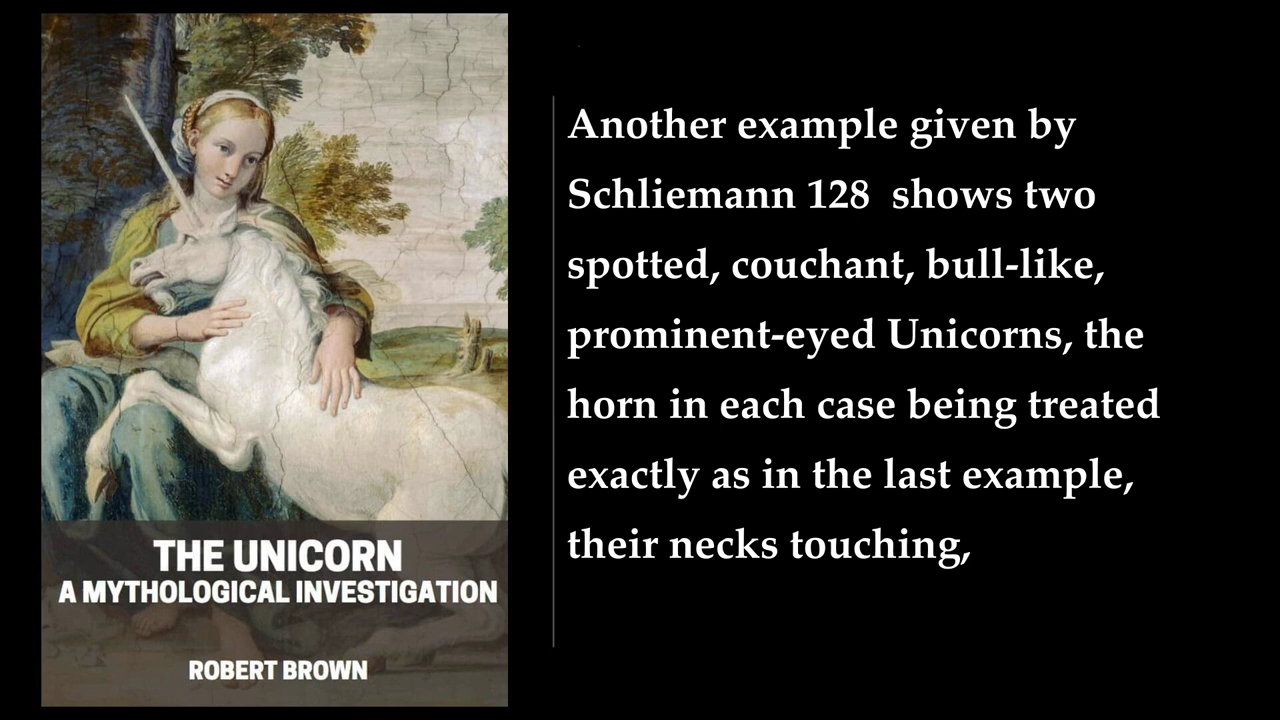 THE UNICORN
A MYTHOLOGICAL INVESTIGATION
ROBERT BROWN
Another example given by
Schliemann 128  shows two
spotted, couchant, bull-like,
prominent-eyed Unicorns, the
horn in each case being treated
exactly as in the last example,
their necks touching,